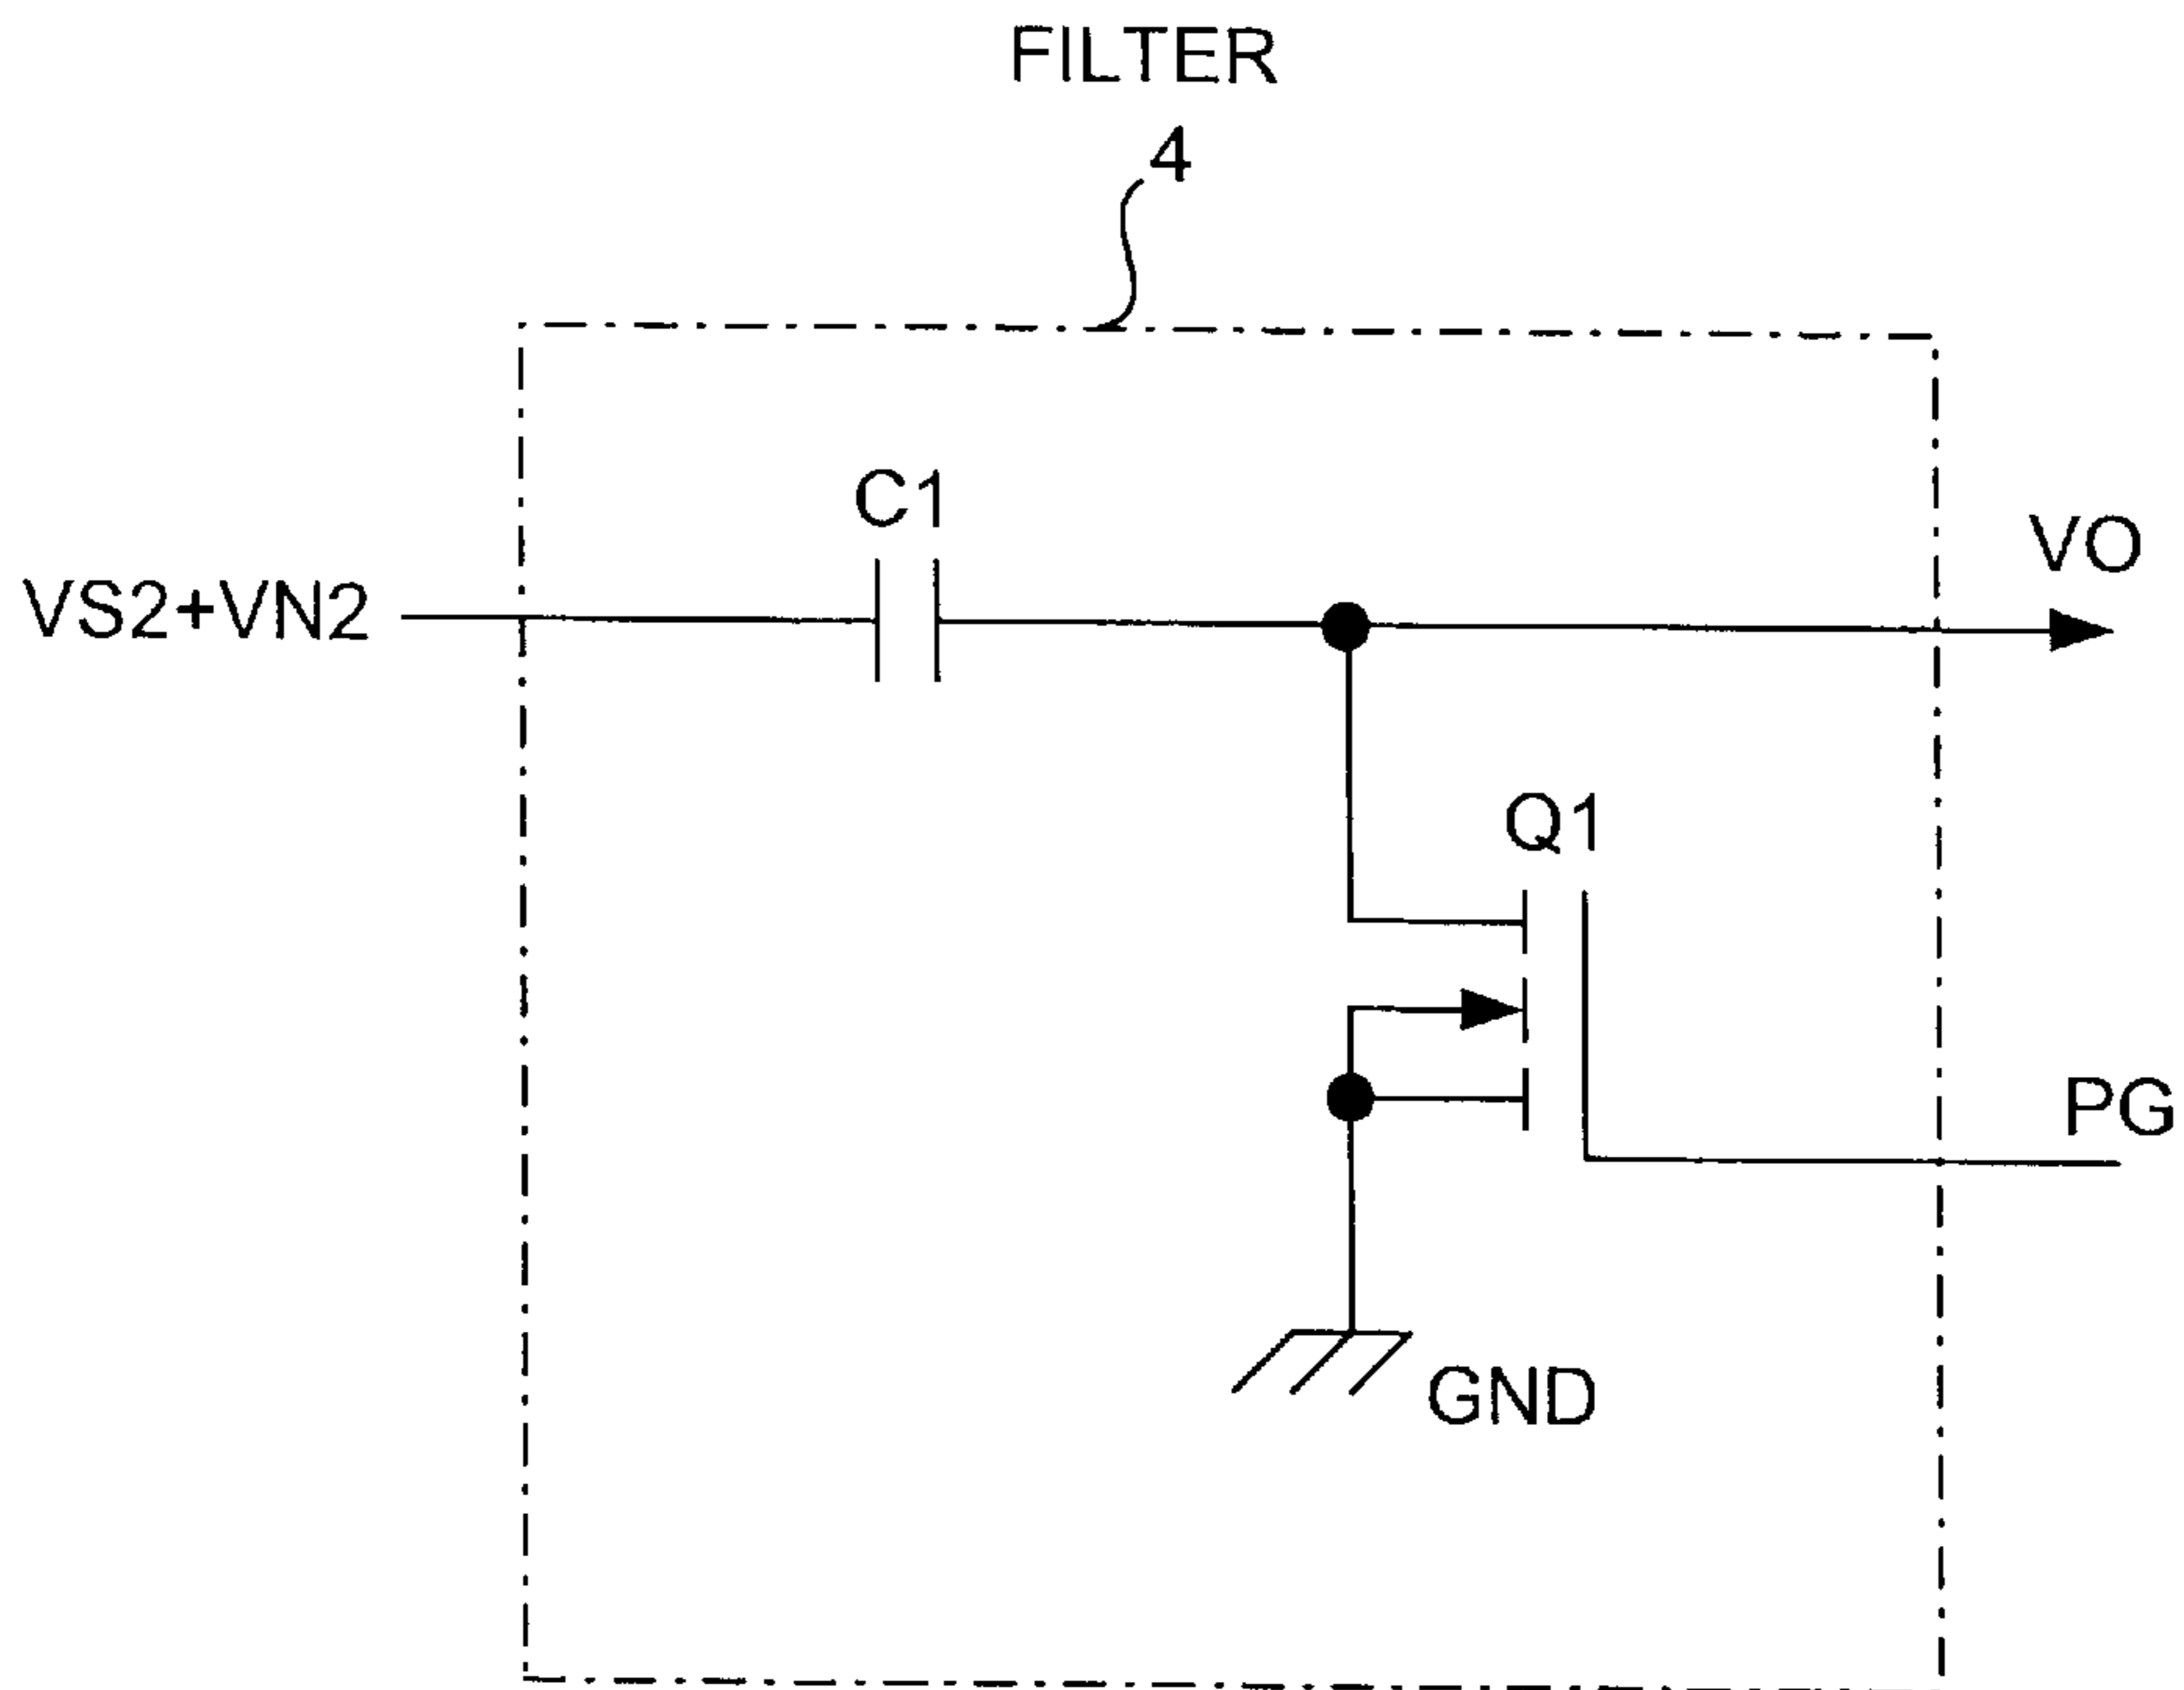 FILTER
4
C1
VS2+VN2
VO
Q1
PG
GND